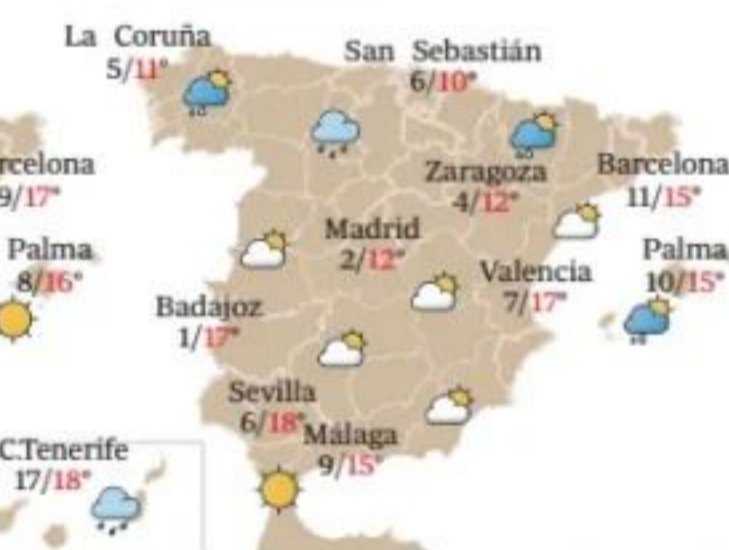 La Coruña
5/11°
San Sebastián
6/10°
rcelona
9/17°
Zaragoza
4/12°
Barcelona
11/15°
Palma
8/16°
Madrid
2/12°
Valencia
7/17°
Palma
10/15°
Badajoz
1/17°
Sevilla
6/18°
Málaga
9/15°
C.Tenerife
17/18°